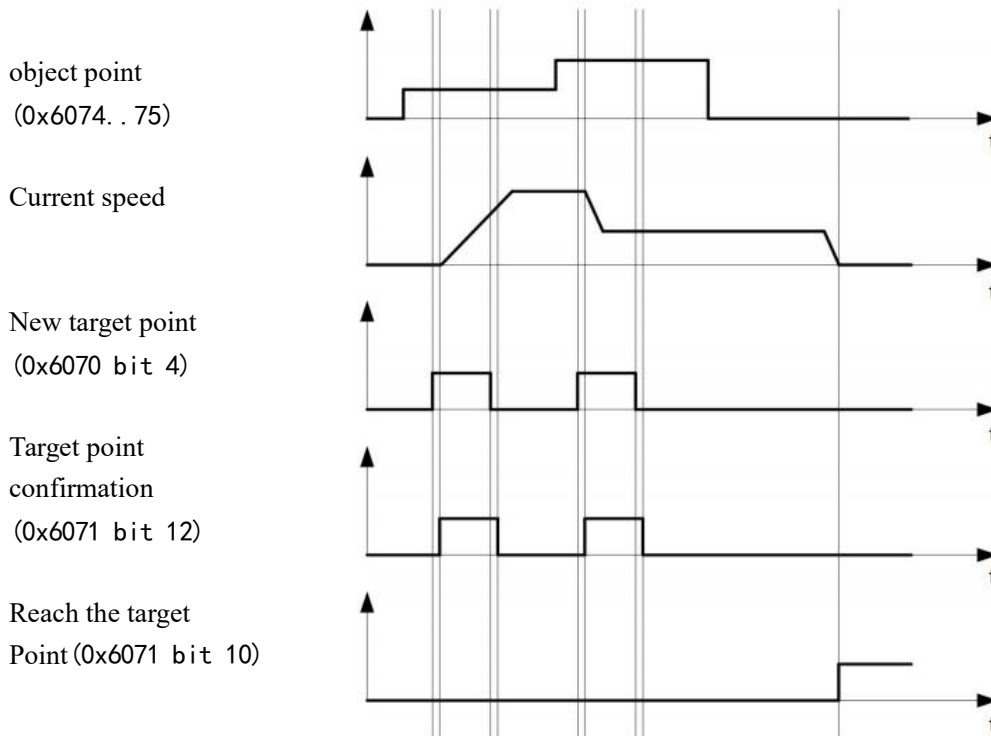 object point
(0x6074..75)
t
Current speed
t
New target point
(0x6070 bit 4)
t
Target point
confirmation
(0x6071 bit 12)
t
Reach the target
Point(0x6071 bit 10)
t